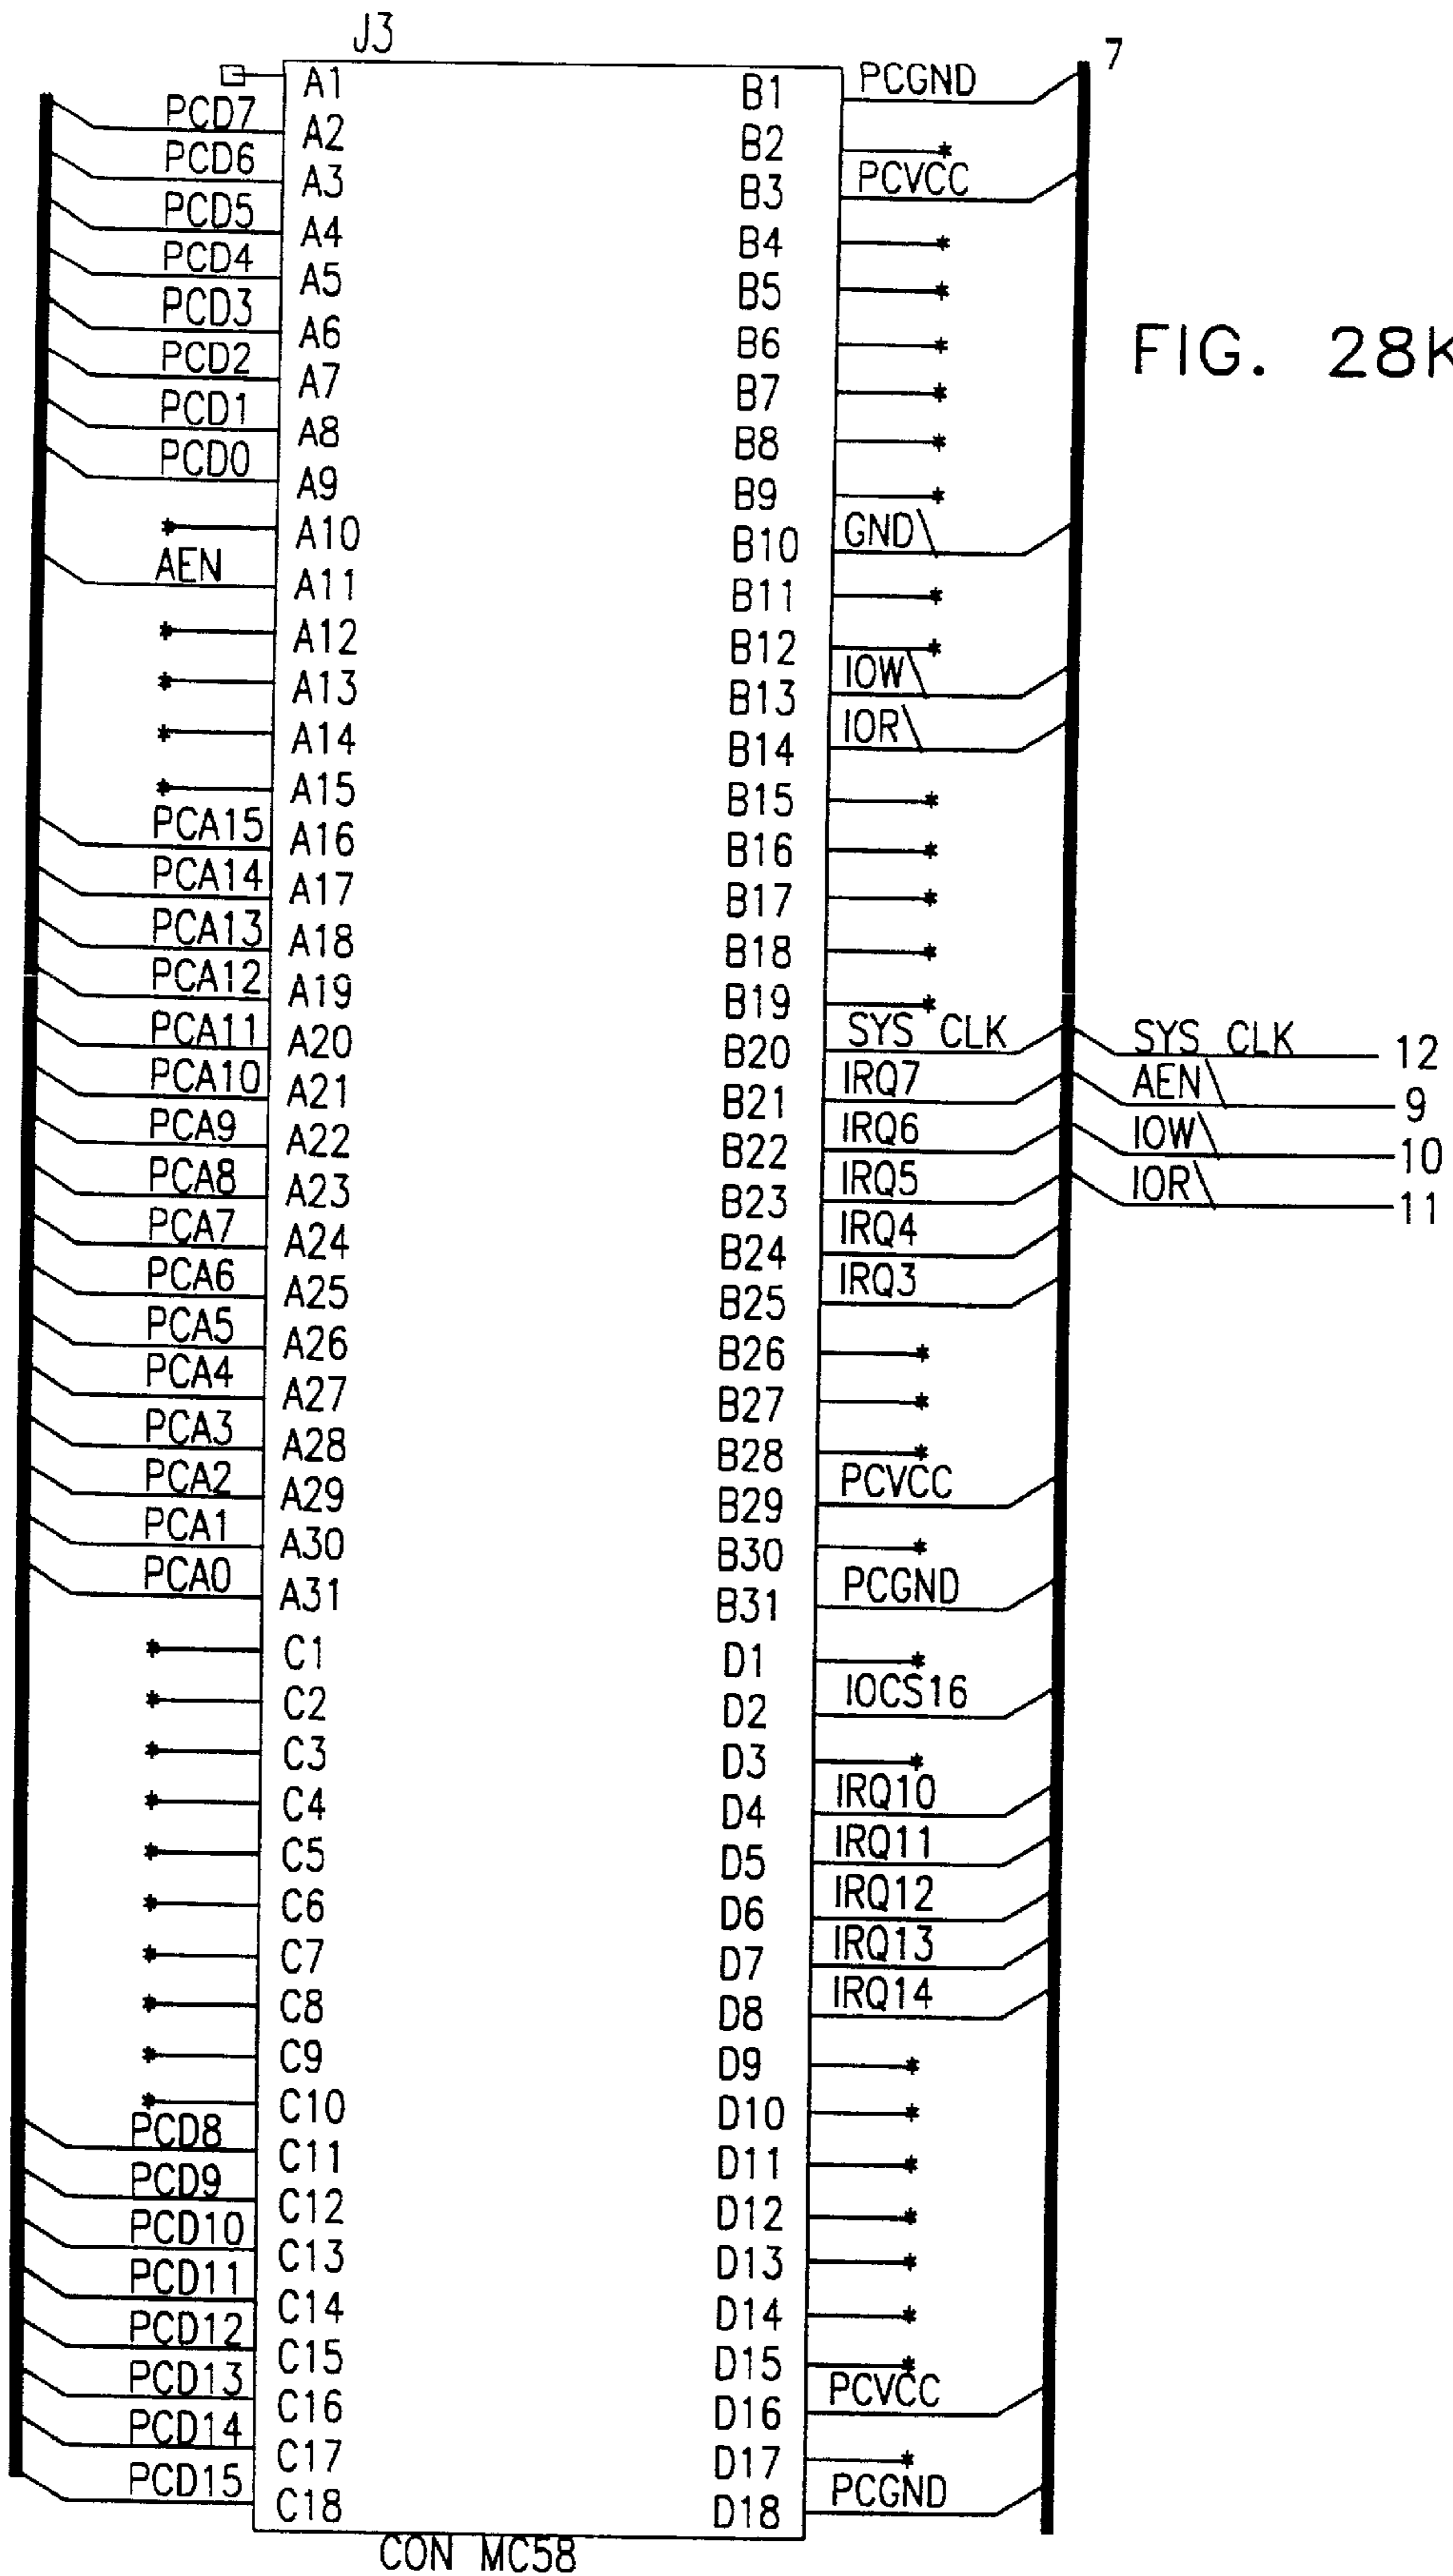 J3
7
A1 B1 PCGND
PCD7 A2 B2
PCD6 A3 B3 PCVCC
PCD5 A4 B4
PCD4 A5 B5
PCD3 A6 B6
PCD2 A7 B7
PCD1 A8 B8
PCD0 A9 B9
FIG. 28K
A10 B10 GND\
AEN A11 B11
A12 B12
A13 B13 IOW\
A14 B14 IOR\
A15 B15
PCA15 A16 B16
PCA14 A17 B17
PCA13 A18 B18
PCA12 A19 B19
PCA11 A20 B20 SYS CLK SYS CLK 12
PCA10 A21 B21 IRQ7 AEN\ 9
PCA9 A22 B22 IRQ6 IOW\ 10
PCA8 A23 B23 IRQ5 IOR\ 11
PCA7 A24 B24 IRQ4
PCA6 A25 B25 IRQ3
PCA5 A26 B26
PCA4 A27 B27
PCA3 A28 B28
PCA2 A29 B29 PCVCC
PCA1 A30 B30
PCA0 A31 B31 PCGND
C1 D1
C2 D2 IOCS16
C3 D3
C4 D4 IRQ10
C5 D5 IRQ11
C6 D6 IRQ12
C7 D7 IRQ13
C8 D8 IRQ14
C9 D9
C10 D10
PCD8 C11 D11
PCD9 C12 D12
PCD10 C13 D13
PCD11 C14 D14
PCD12 C15 D15
PCD13 C16 D16 PCVCC
PCD14 C17 D17
PCD15 C18 D18 PCGND
CON MC58